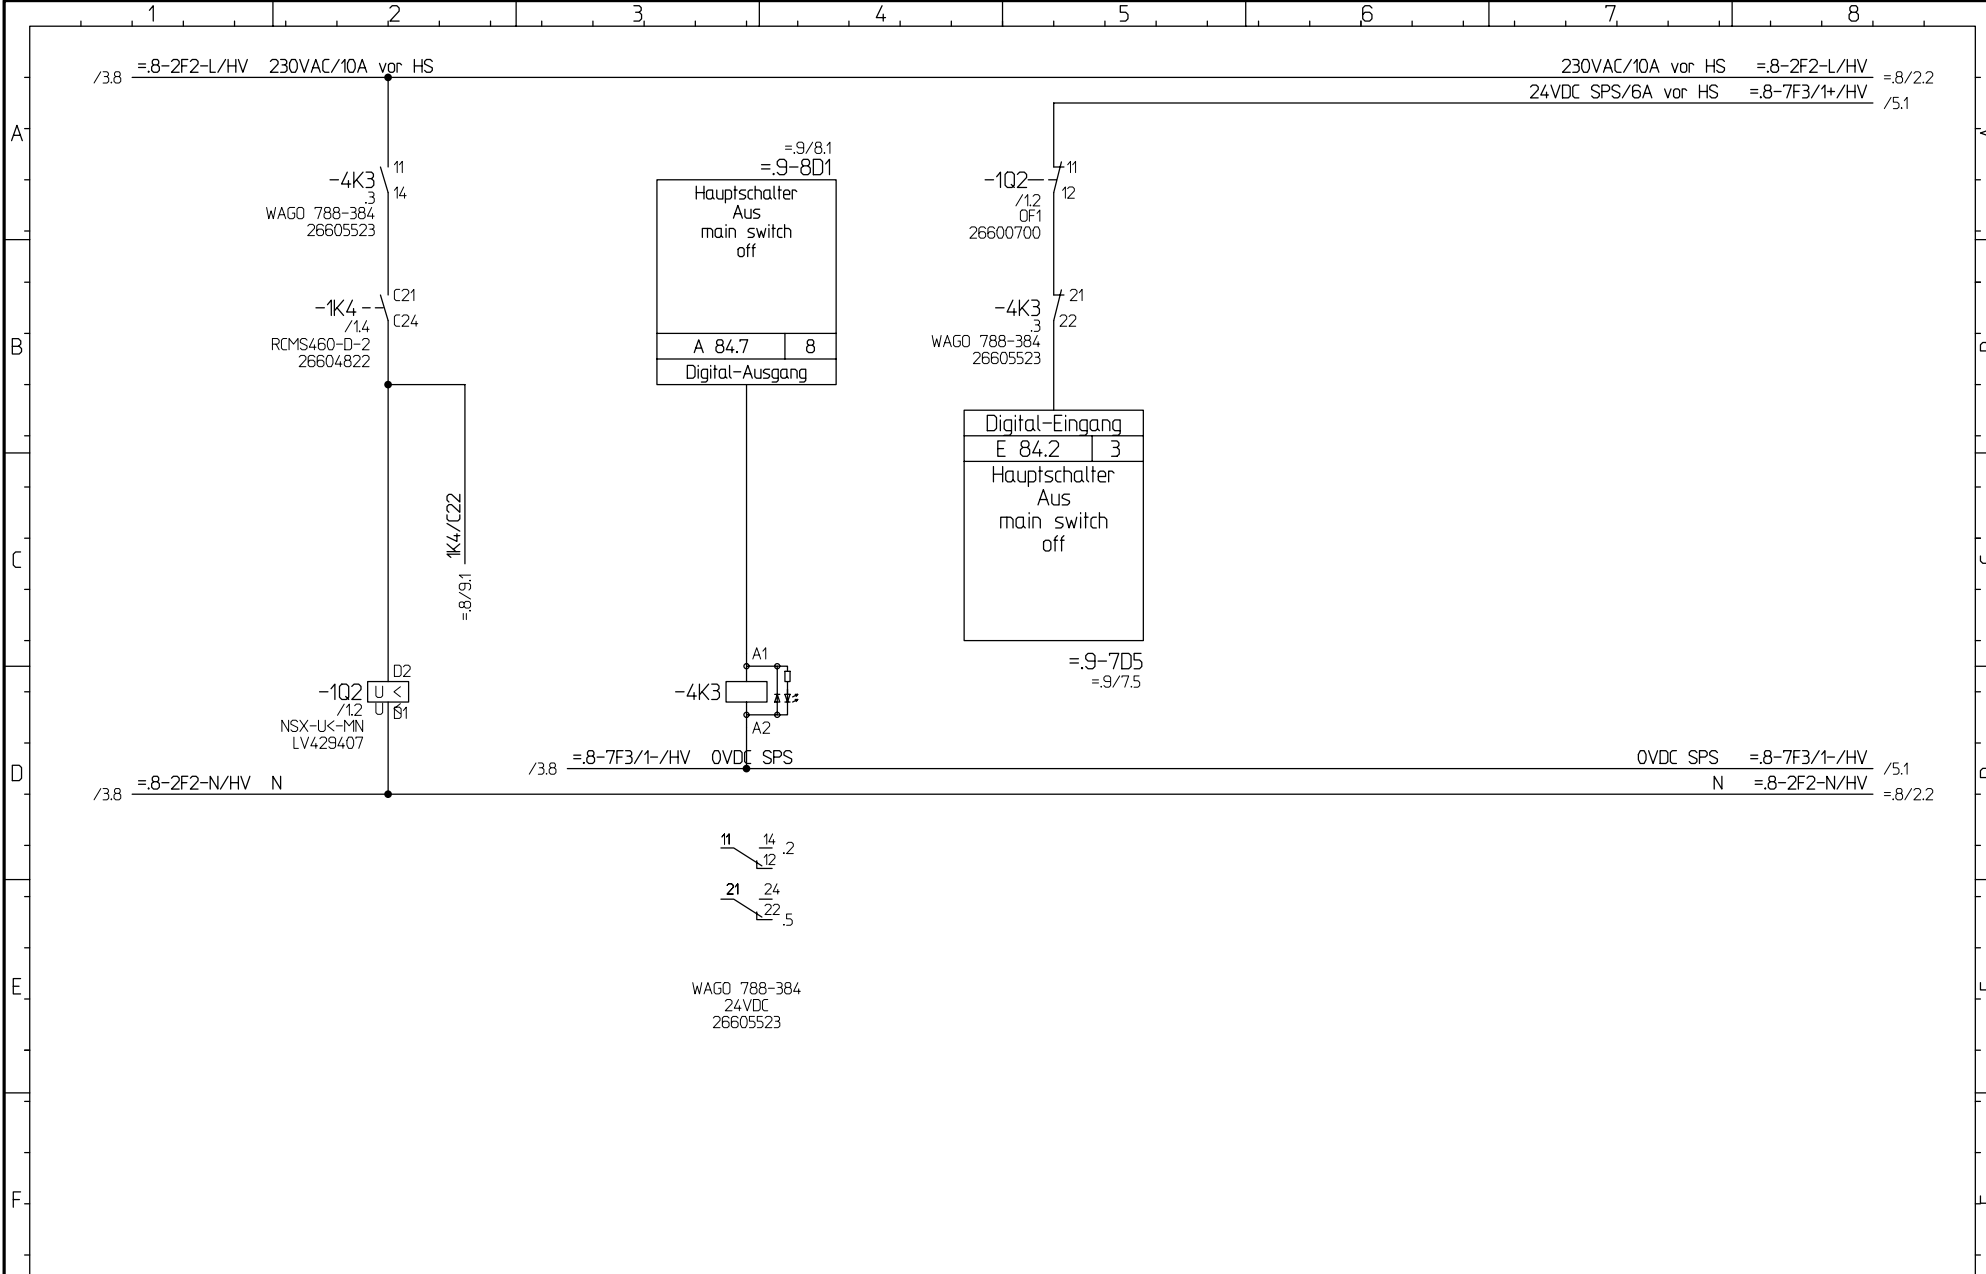 1 2 3 4 5 6 7 8
=.8-2F2-L/HV 230VAC/10A vor HS
/3.8
230VAC/10A vor HS =.8-2F2-L/HV
=.8/2.2
24VDC SPS/6A vor HS =.8-7F3/1+/HV
/5.1
A
11
-4K3
.3
14
WAGO 788-384
26605523
=.9/8.1
=.9-8D1
Hauptschalter
Aus
main switch
off
A 84.7 8
Digital-Ausgang
11
-1Q2
12
/1.2
OF1
26600700
B
C21
-1K4
C24
/1.4
RCMS460-D-2
26604822
21
-4K3
.3
22
WAGO 788-384
26605523
Digital-Eingang
E 84.2 3
Hauptschalter
Aus
main switch
off
=.9-7D5
=.9/7.5
C
1K4/C22
=.8/9.1
D2
-1Q2 U <
/1.2 U <
D1
NSX-U<-MN
LV429407
A1
-4K3
A2
D
=.8-7F3/1-/HV 0VDC SPS
/3.8
0VDC SPS =.8-7F3/1-/HV
/5.1
=.8-2F2-N/HV N
/3.8
N =.8-2F2-N/HV
=.8/2.2
11 14 .2
12
21 24
22 .5
E
WAGO 788-384
24VDC
26605523
F